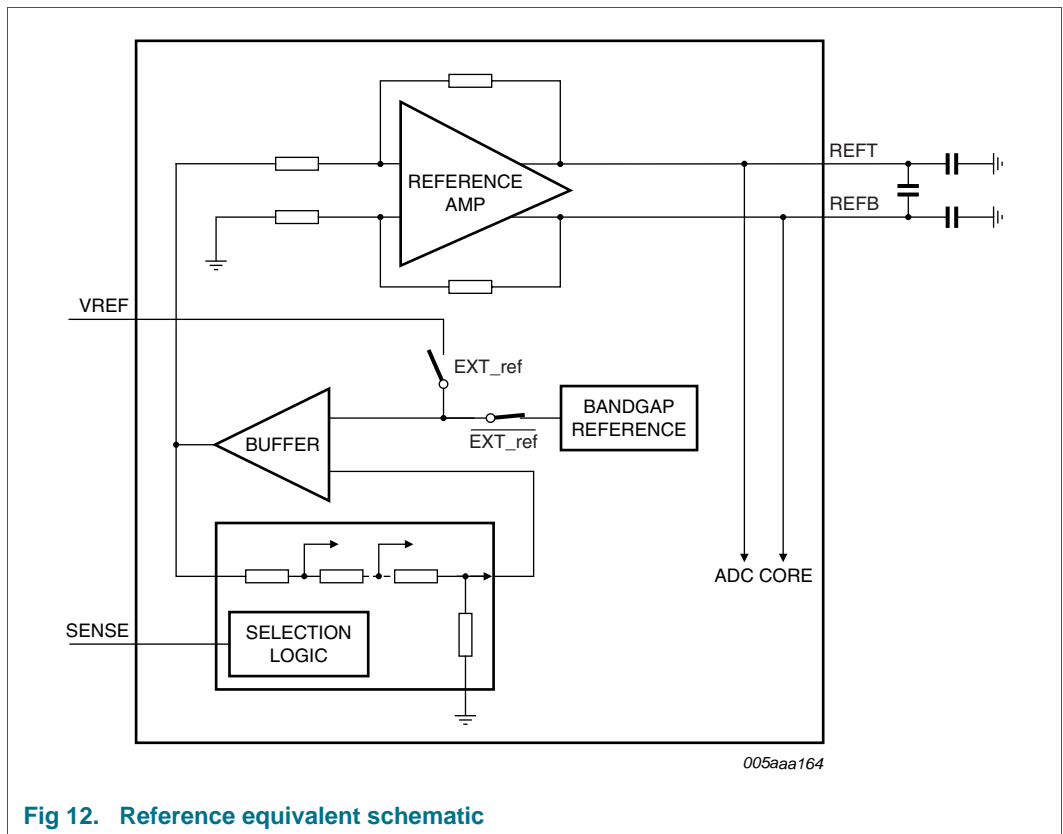 REFERENCE
AMP
REFT
REFB
VREF
EXT_ref
BUFFER
EXT_ref
BANDGAP
REFERENCE
ADC CORE
SENSE
SELECTION
LOGIC
005aaa164
Fig 12. Reference equivalent schematic